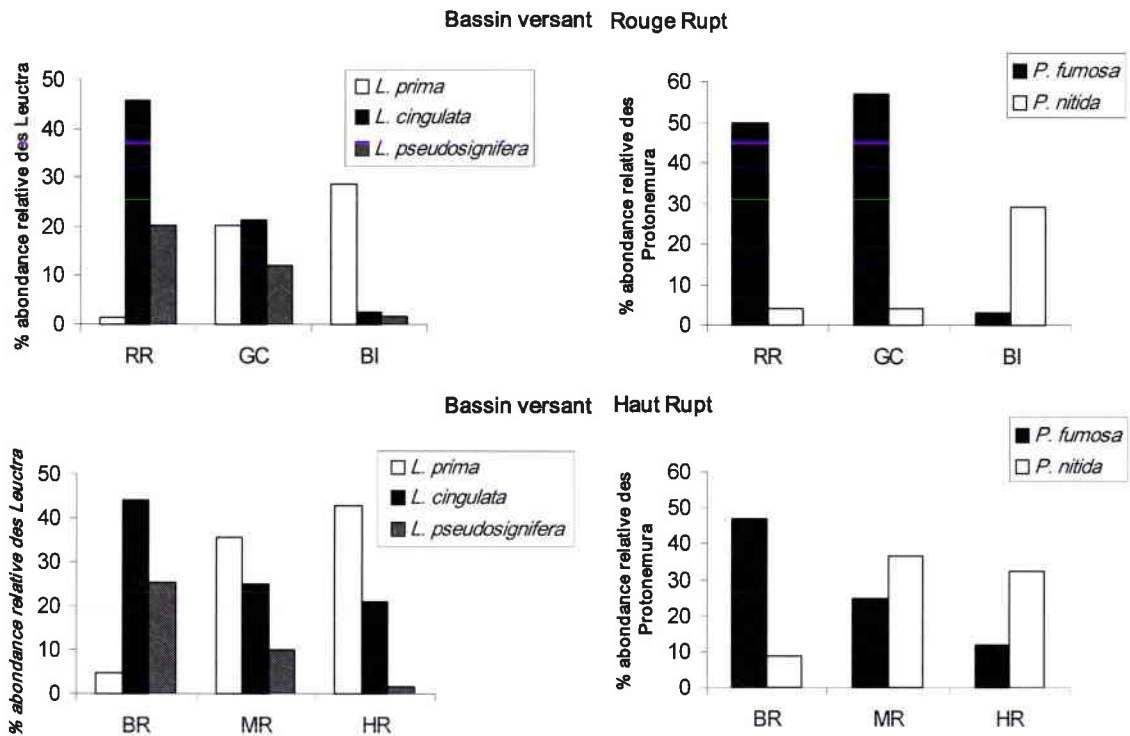 Bassin versant Rouge Rupt
% abondance relative des Leuctra
50
40
30
20
10
0
RR GC BI
L. prima
L. cingulata
L. pseudosignifera
% abondance relative des
Protonemura
60
50
40
30
20
10
0
RR GC BI
P. fumosa
P. nitida
Bassin versant Haut Rupt
% abondance relative des Leuctra
50
40
30
20
10
0
BR MR HR
L. prima
L. cingulata
L. pseudosignifera
% abondance relative des
Protonemura
60
50
40
30
20
10
0
BR MR HR
P. fumosa
P. nitida